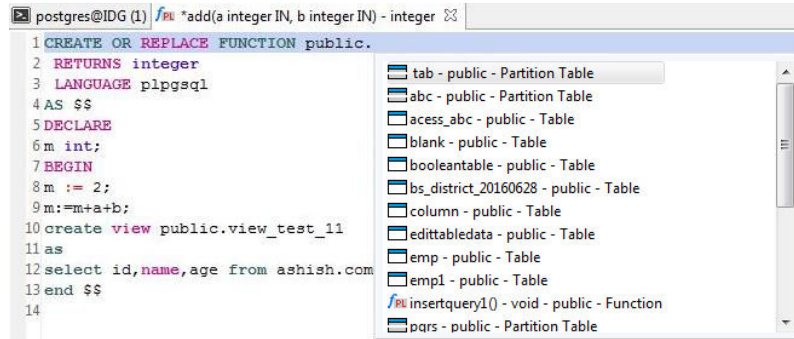 postgres@IDG (1) fPL *add(a integer IN, b integer IN) - integer
1 CREATE OR REPLACE FUNCTION public.
2 RETURNS integer
3 LANGUAGE plpgsql
4 AS $$
5 DECLARE
6 m int;
7 BEGIN
8 m := 2;
9 m:=m+a+b;
10 create view public.view_test_11
11 as
12 select id,name,age from ashish.com
13 end $$
14
tab - public - Partition Table
abc - public - Partition Table
acess_abc - public - Table
blank - public - Table
booleantable - public - Table
bs_district_20160628 - public - Table
column - public - Table
edittabledata - public - Table
emp - public - Table
emp1 - public - Table
fPL insertquery1() - void - public - Function
pqrs - public - Partition Table